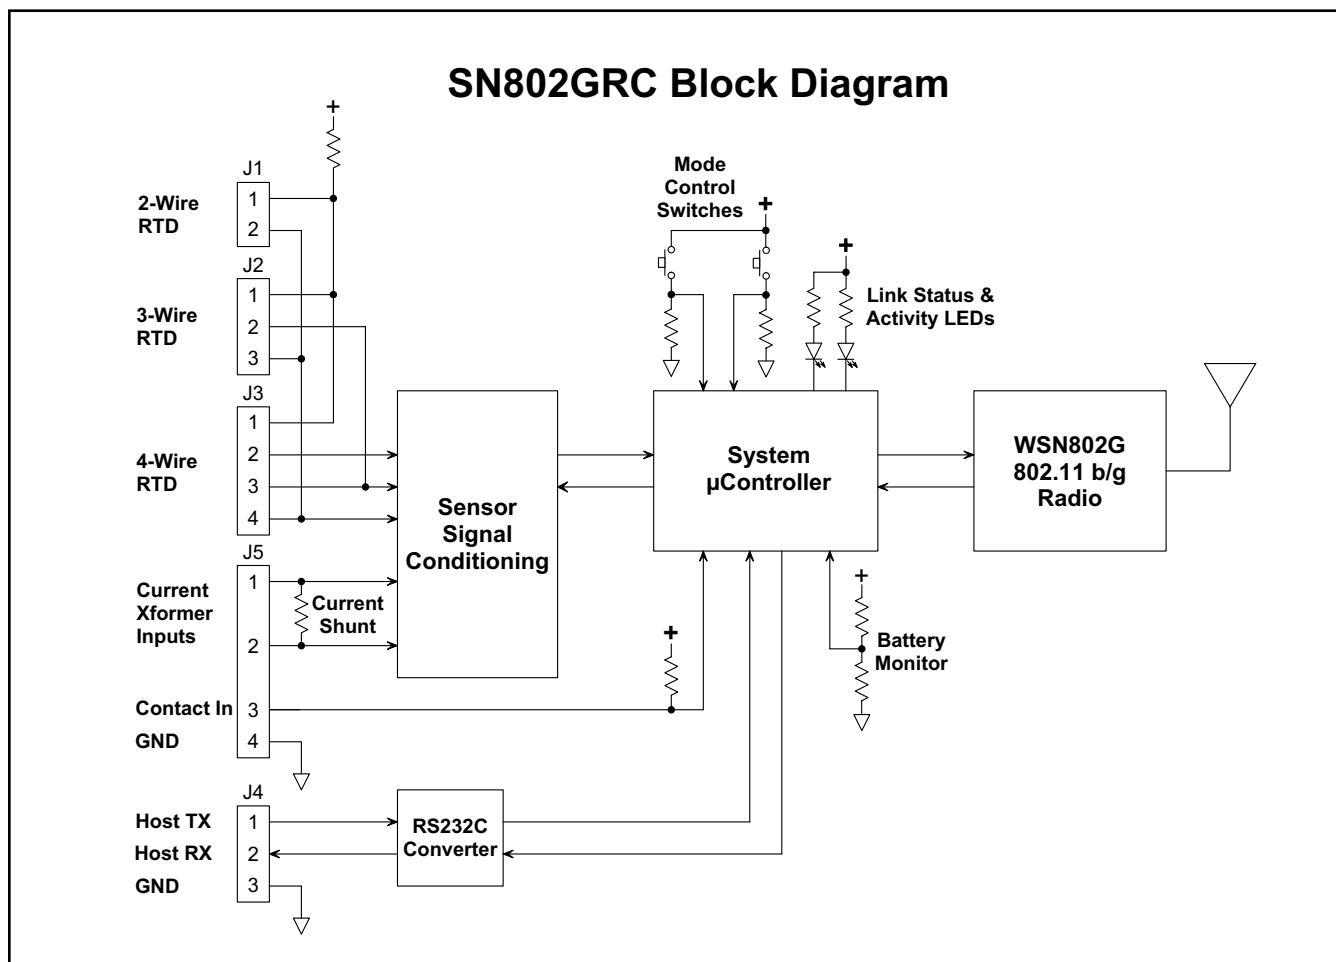 SN802GRC Block Diagram
+
J1
2-Wire
RTD
1
2
J2
3-Wire
RTD
1
2
3
J3
4-Wire
RTD
1
2
3
4
J5
Current
Xformer
Inputs
1
2
Current
Shunt
Contact In
3
GND
4
J4
Host TX
1
Host RX
2
GND
3
Sensor
Signal
Conditioning
RS232C
Converter
+
Mode
Control
Switches
+
+
Link Status &
Activity LEDs
System
µController
+
Battery
Monitor
WSN802G
802.11 b/g
Radio